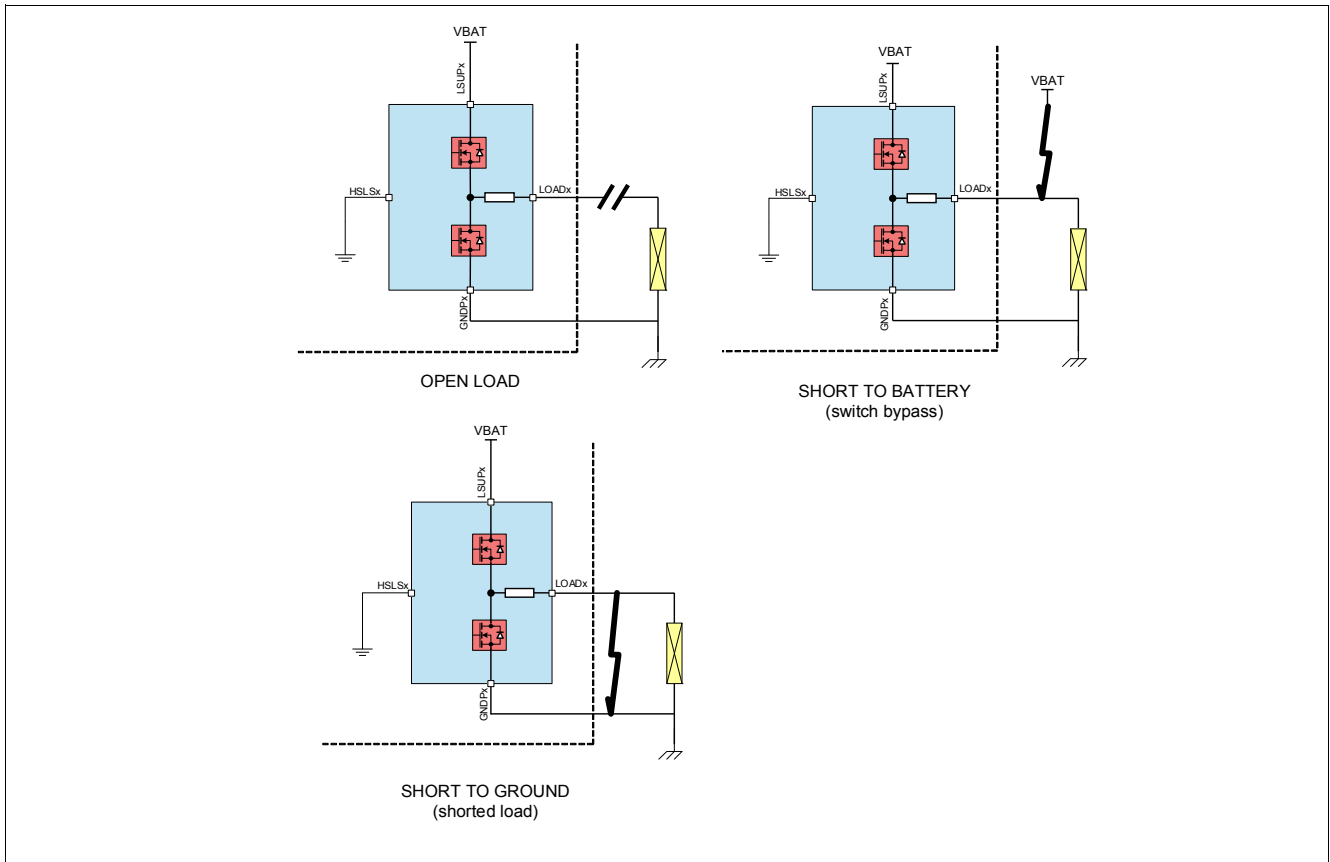 VBAT
LSUPx
HSLSx
LOADx
GNDPx
OPEN LOAD
VBAT
VBAT
LSUPx
HSLSx
LOADx
GNDPx
SHORT TO BATTERY
(switch bypass)
VBAT
LSUPx
HSLSx
LOADx
GNDPx
SHORT TO GROUND
(shorted load)